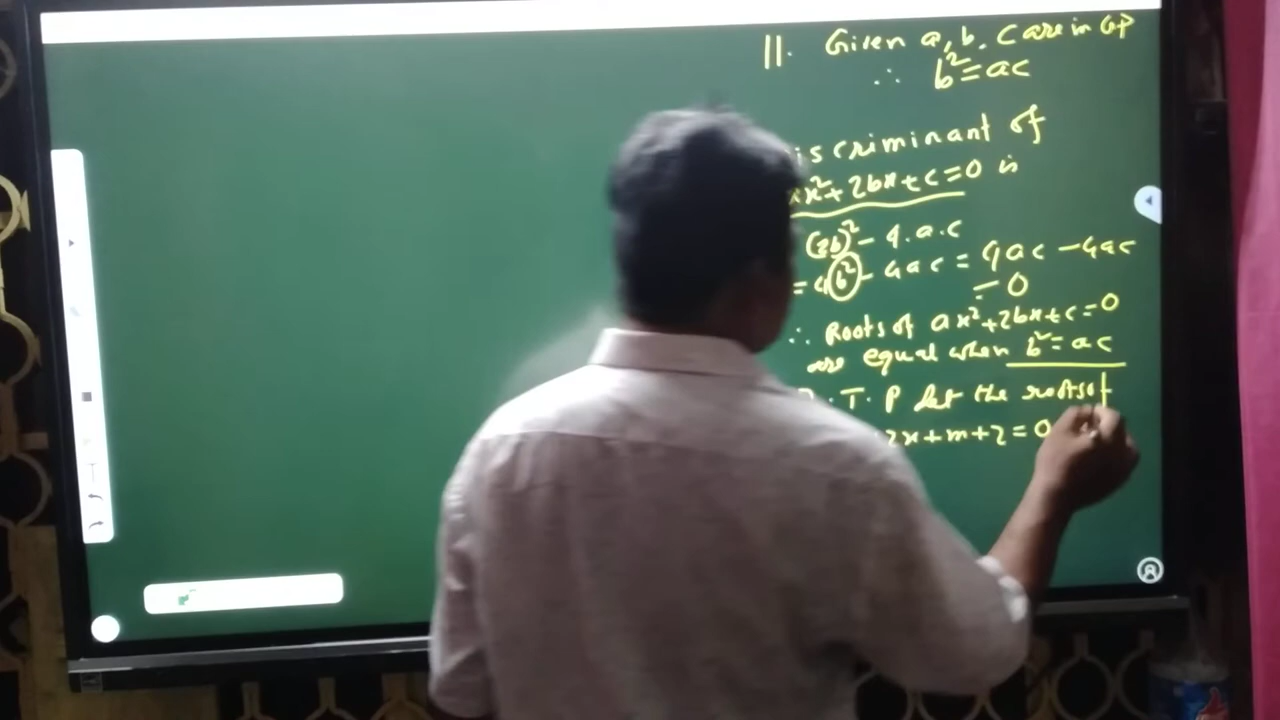 11. Given a, b, c are in GP
∴ b² = ac
iscriminant of
x² + 2bx + c = 0 is
(2b)² - 4.a.c
= 4b² - 4ac = 4ac - 4ac
= 0
∴ Roots of ax² + 2bx + c = 0
are equal when b² = ac
. T. P let the roots of
2x + m + 2 = 0